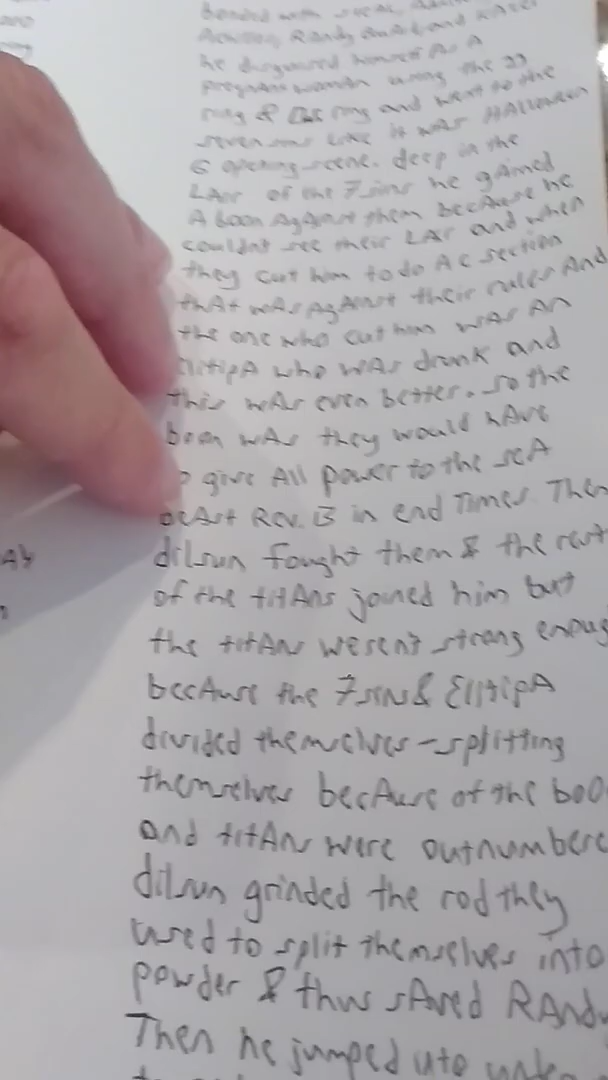 bonded with
Randy and
he disguised himself As A
pregnant woman using the
ring & ring and went to the
seven sins like it was HAlloween
6 opening scene. deep in the
LAir of the 7 sins he gAined
A boon AgAinst them becAuse he
couldnt see their LAir and when
they cut him to do A c section
thAt wAs AgAinst their rules And
the one who cut him wAs An
EllitipA who wAs drunk and
this wAs even better. so the
boon wAs they would hAve
to give All power to the seA
beAst Rev. 13 in end Times. Then
dilsun fought them & the rest
of the titAns joined him but
the titAns weren't strong enoug
becAuse the 7 sins & EllitipA
divided themselves - splitting
themselves becAuse of the boo
and titAns were outnumbere
dilsun grinded the rod they
used to split themselves into
powder & thus sAved RAndy
Then he jumped into